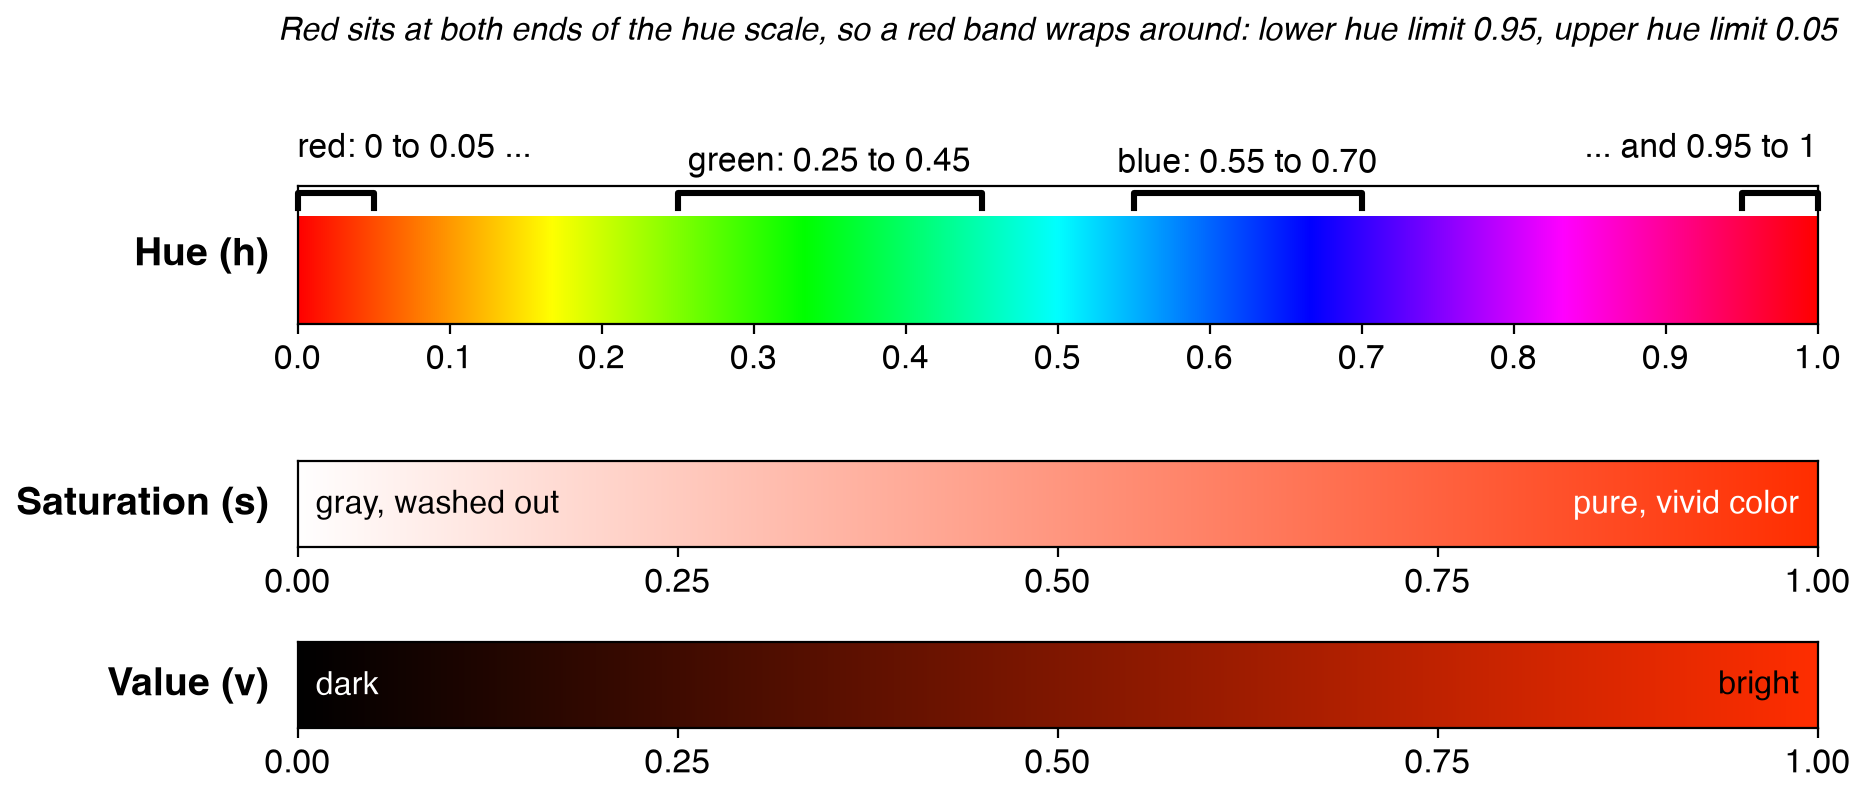 Red sits at both ends of the hue scale, so a red band wraps around: lower hue limit 0.95, upper hue limit 0.05
red: 0 to 0.05 ...
green: 0.25 to 0.45
blue: 0.55 to 0.70
... and 0.95 to 1
Hue (h)
0.0 0.1 0.2 0.3 0.4 0.5 0.6 0.7 0.8 0.9 1.0
Saturation (s)
gray, washed out
pure, vivid color
0.00 0.25 0.50 0.75 1.00
Value (v)
dark
bright
0.00 0.25 0.50 0.75 1.00